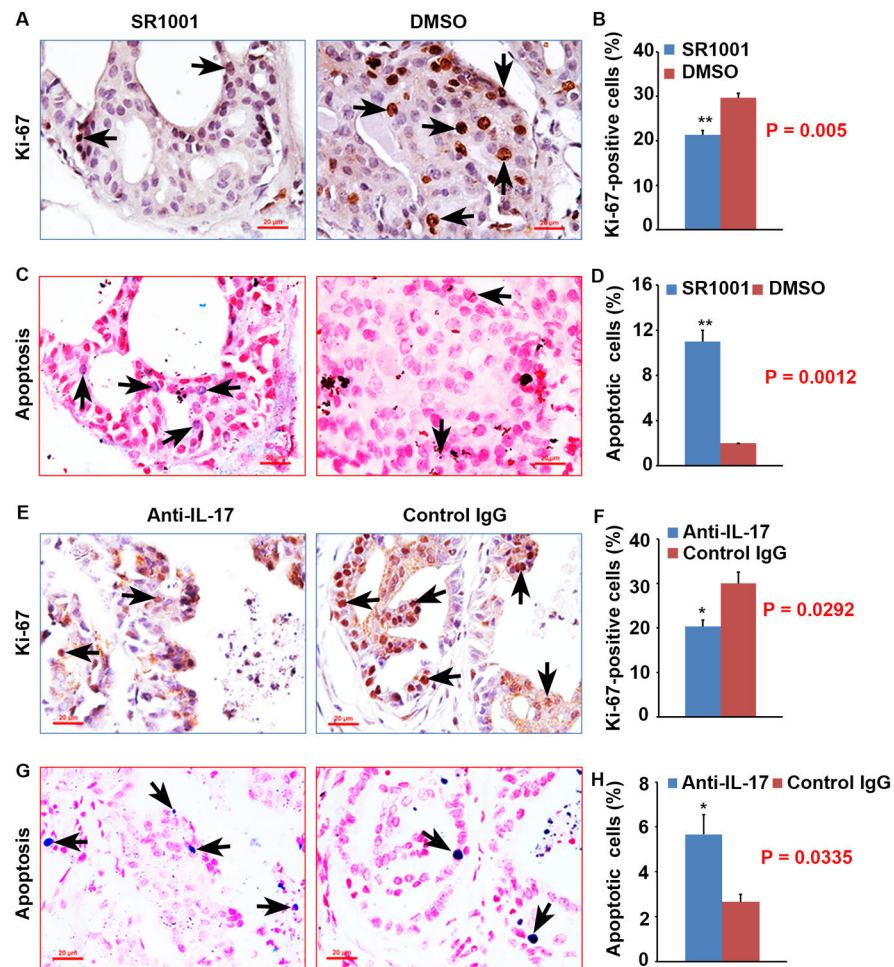 A
SR1001
DMSO
Ki-67
20 µm
20 µm
B
Ki-67-positive cells (%)
40
30
20
10
0
SR1001
DMSO
**
P = 0.005
C
Apoptosis
20 µm
20 µm
D
Apoptotic cells (%)
16
12
8
4
0
SR1001
DMSO
**
P = 0.0012
E
Anti-IL-17
Control IgG
Ki-67
20 µm
20 µm
F
Ki-67-positive cells (%)
40
30
20
10
0
Anti-IL-17
Control IgG
*
P = 0.0292
G
Apoptosis
20 µm
20 µm
H
Apoptotic cells (%)
8
6
4
2
0
Anti-IL-17
Control IgG
*
P = 0.0335